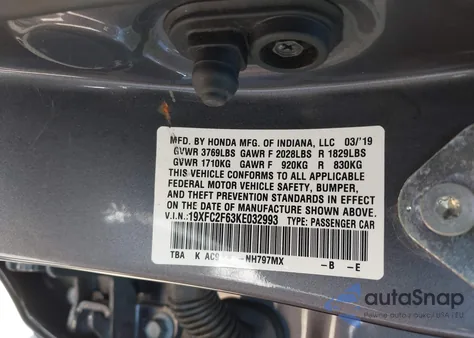 MFD. BY HONDA MFG. OF INDIANA, LLC 03/'19
GVWR 3769LBS GAWR F 2028LBS R 1829LBS
GVWR 1710KG GAWR F 920KG R 830KG
THIS VEHICLE CONFORMS TO ALL APPLICABLE
FEDERAL MOTOR VEHICLE SAFETY, BUMPER,
AND THEFT PREVENTION STANDARDS IN EFFECT
ON THE DATE OF MANUFACTURE SHOWN ABOVE.
V.I.N.:19XFC2F63KE032993 TYPE: PASSENGER CAR
TBA K -NH797MX -B -E
autoSnap